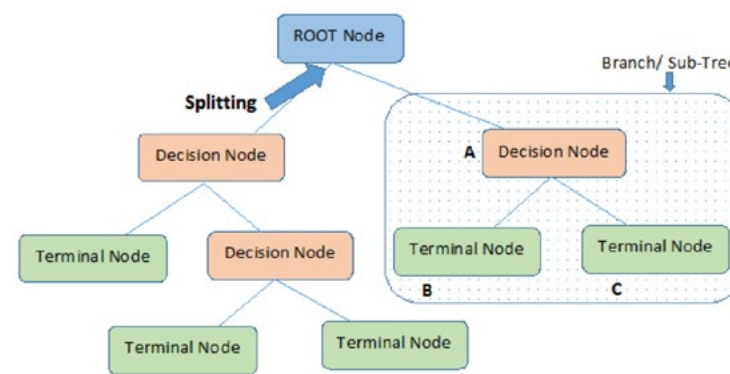 ROOT Node
Branch/ Sub-Tree
Splitting
Decision Node
A
Decision Node
Terminal Node
Decision Node
Terminal Node
Terminal Node
B
C
Terminal Node
Terminal Node